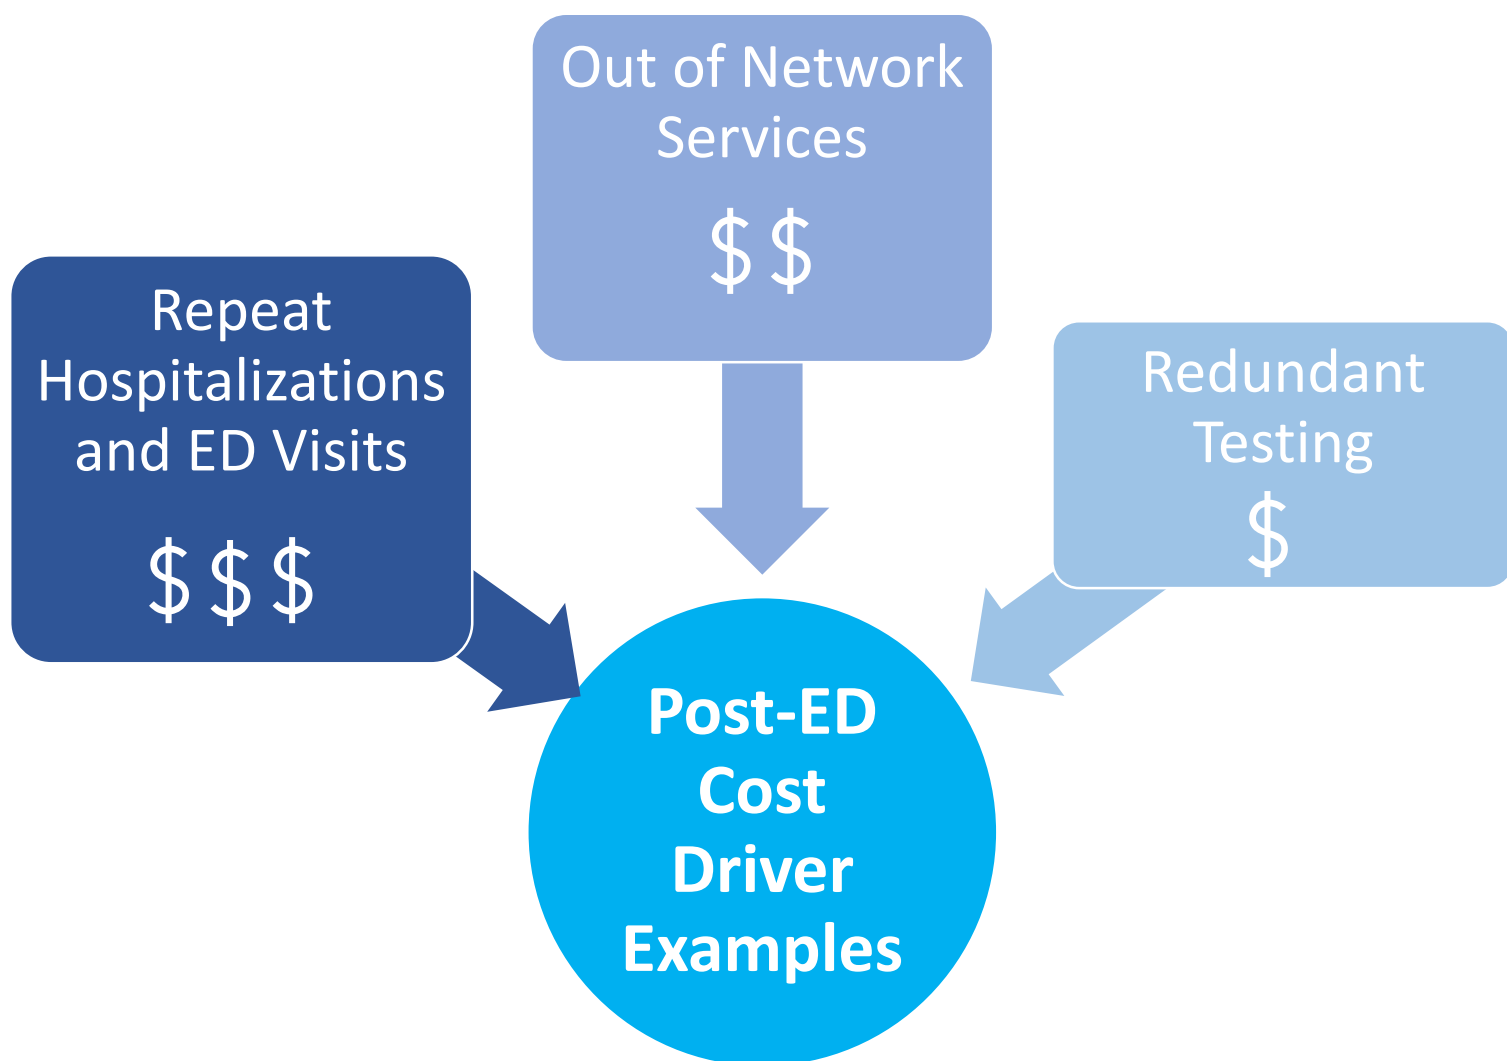 Out of Network
Services
$$
Repeat
Hospitalizations
and ED Visits
$$$
Redundant
Testing
$
Post-ED
Cost
Driver
Examples